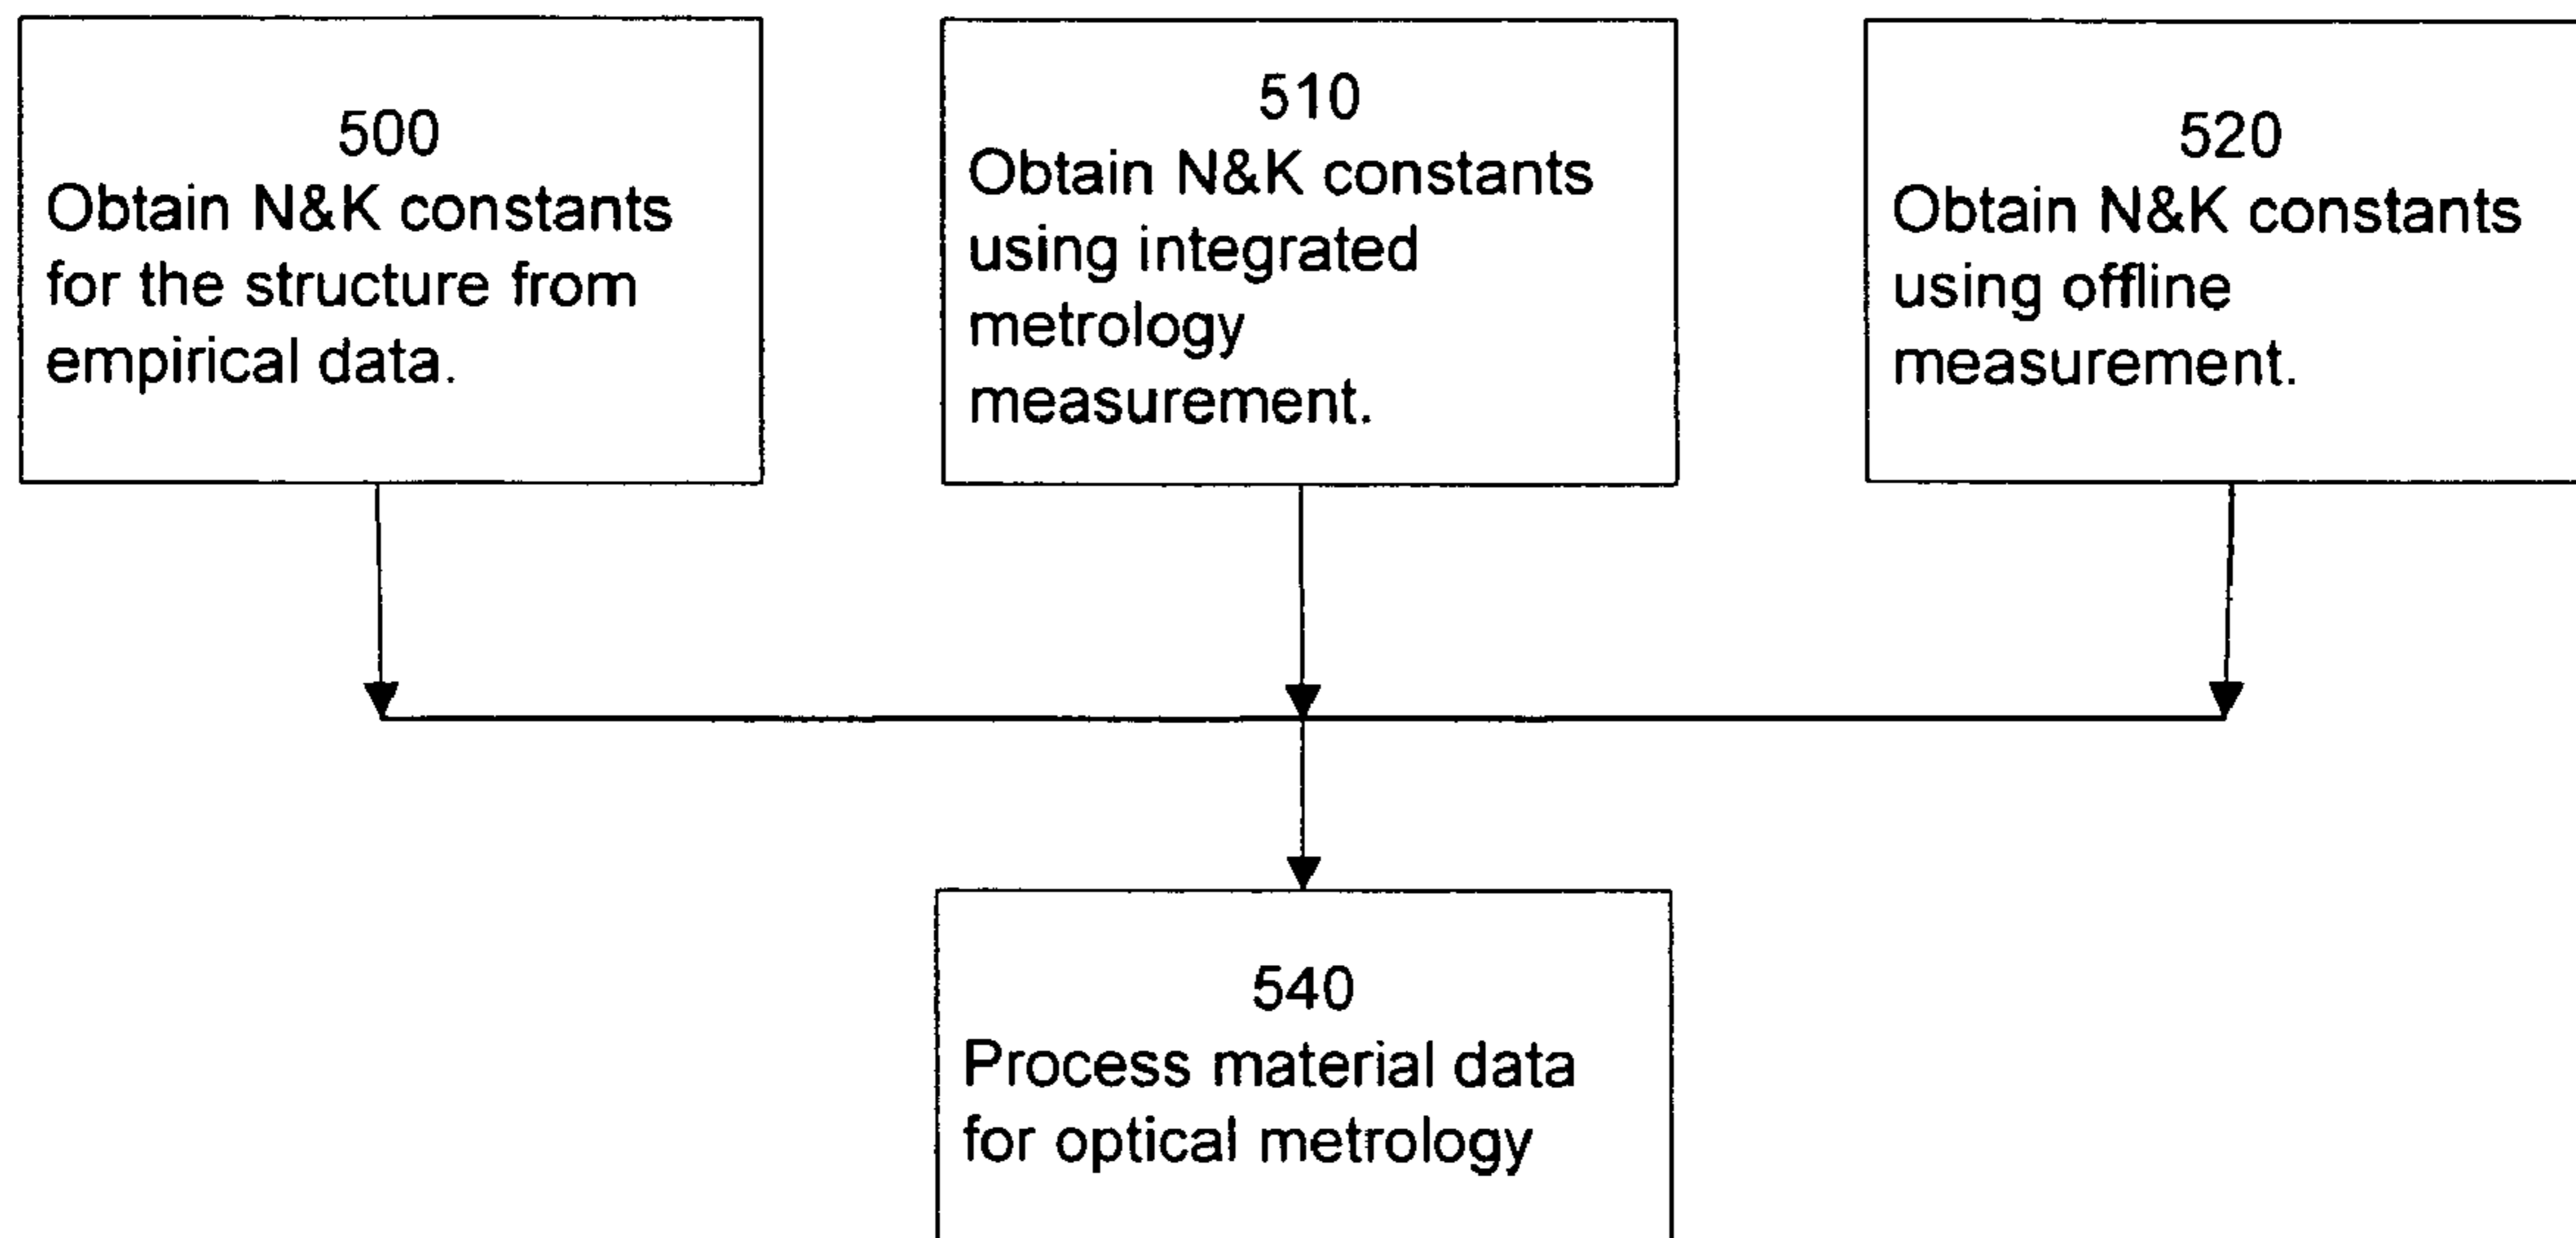 500
Obtain N&K constants
for the structure from
empirical data.
510
Obtain N&K constants
using integrated
metrology
measurement.
520
Obtain N&K constants
using offline
measurement.
540
Process material data
for optical metrology